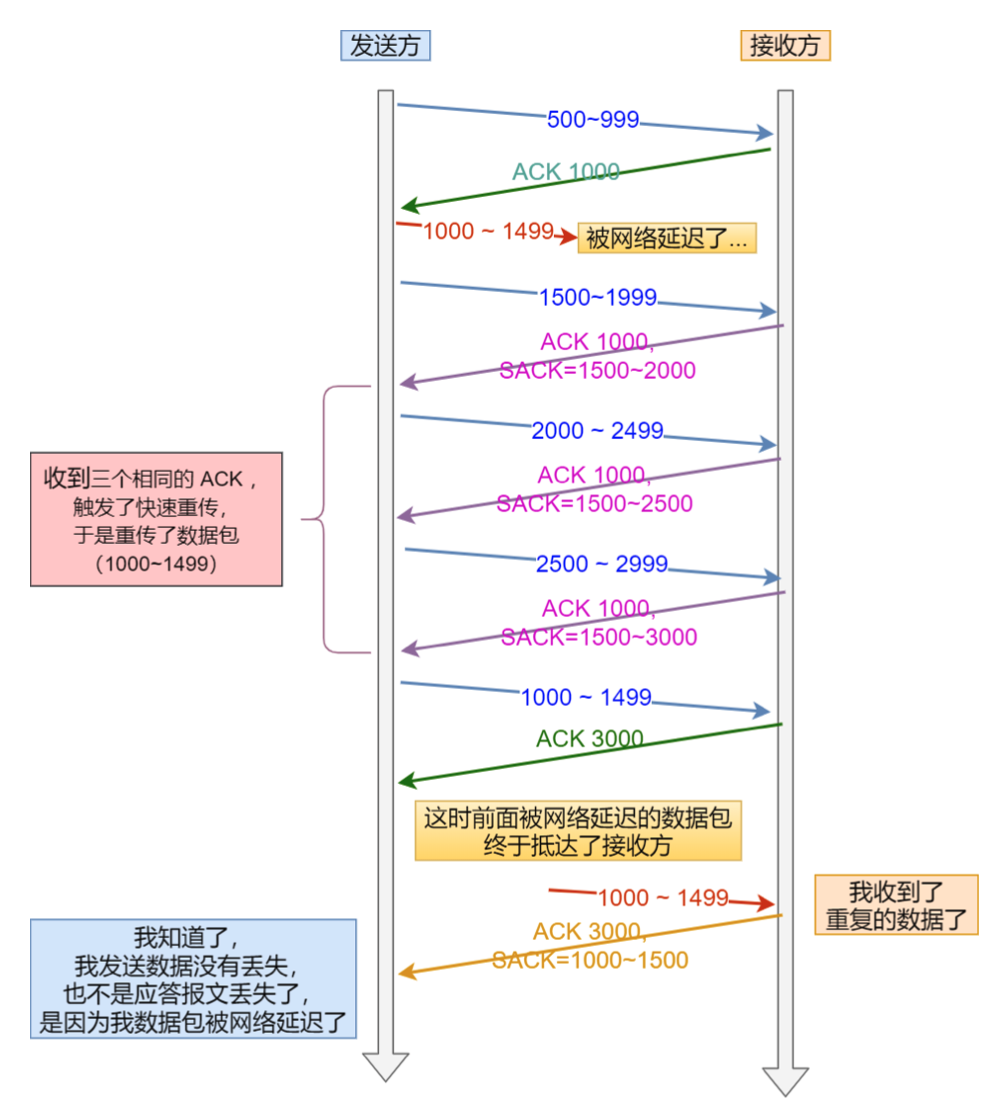 发送方
接收方
500~999
ACK 1000
1000 ~ 1499
被网络延迟了...
1500~1999
ACK 1000,
SACK=1500~2000
2000 ~ 2499
收到三个相同的 ACK ，
触发了快速重传，
于是重传了数据包
（1000~1499）
ACK 1000,
SACK=1500~2500
2500 ~ 2999
ACK 1000,
SACK=1500~3000
1000 ~ 1499
ACK 3000
这时前面被网络延迟的数据包
终于抵达了接收方
1000 ~ 1499
我收到了
重复的数据了
ACK 3000,
SACK=1000~1500
我知道了，
我发送数据没有丢失，
也不是应答报文丢失了，
是因为我数据包被网络延迟了